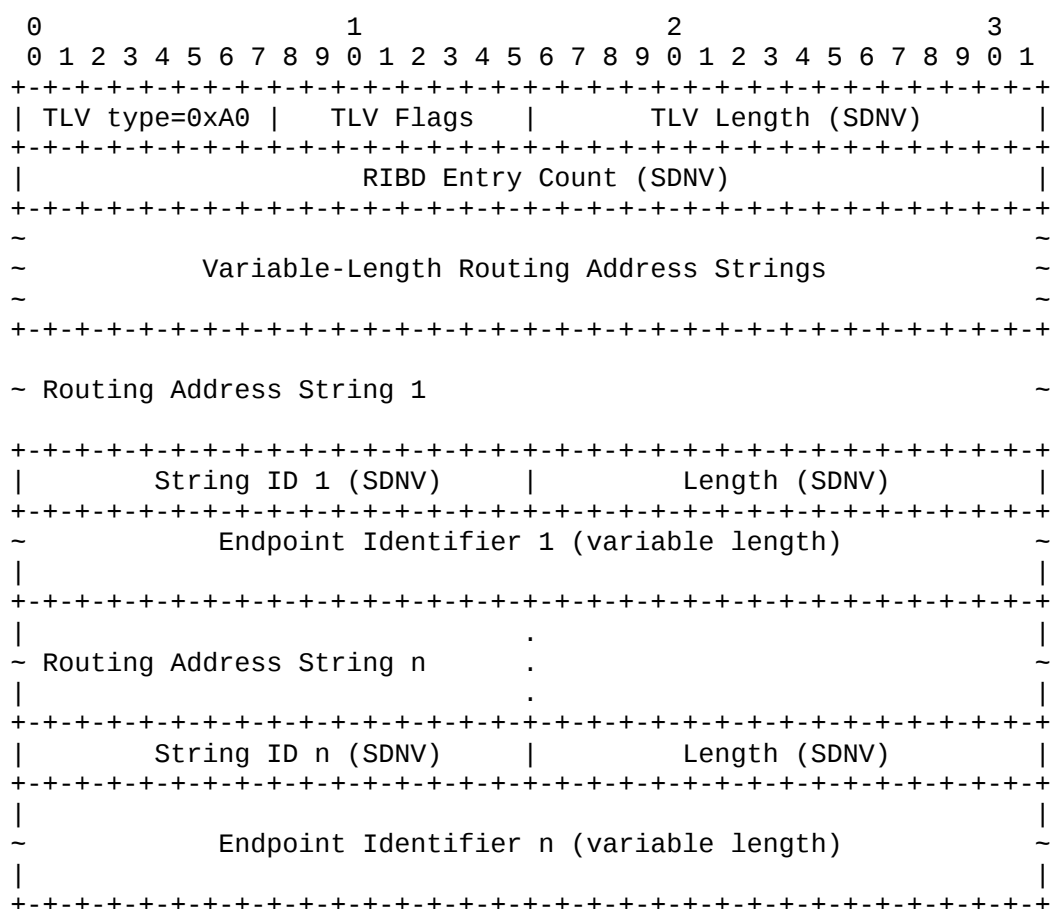 0                   1                   2                   3
 0 1 2 3 4 5 6 7 8 9 0 1 2 3 4 5 6 7 8 9 0 1 2 3 4 5 6 7 8 9 0 1
+-+-+-+-+-+-+-+-+-+-+-+-+-+-+-+-+-+-+-+-+-+-+-+-+-+-+-+-+-+-+-+-+
| TLV type=0xA0 |   TLV Flags   |       TLV Length (SDNV)       |
+-+-+-+-+-+-+-+-+-+-+-+-+-+-+-+-+-+-+-+-+-+-+-+-+-+-+-+-+-+-+-+-+
|                     RIBD Entry Count (SDNV)                   |
+-+-+-+-+-+-+-+-+-+-+-+-+-+-+-+-+-+-+-+-+-+-+-+-+-+-+-+-+-+-+-+-+
~                                                               ~
~           Variable-Length Routing Address Strings             ~
~                                                               ~
+-+-+-+-+-+-+-+-+-+-+-+-+-+-+-+-+-+-+-+-+-+-+-+-+-+-+-+-+-+-+-+-+
~ Routing Address String 1                                      ~
+-+-+-+-+-+-+-+-+-+-+-+-+-+-+-+-+-+-+-+-+-+-+-+-+-+-+-+-+-+-+-+-+
|        String ID 1 (SDNV)     |         Length (SDNV)         |
+-+-+-+-+-+-+-+-+-+-+-+-+-+-+-+-+-+-+-+-+-+-+-+-+-+-+-+-+-+-+-+-+
~            Endpoint Identifier 1 (variable length)            ~
|                                                               |
+-+-+-+-+-+-+-+-+-+-+-+-+-+-+-+-+-+-+-+-+-+-+-+-+-+-+-+-+-+-+-+-+
|                               .                               |
~ Routing Address String n      .                               ~
|                               .                               |
+-+-+-+-+-+-+-+-+-+-+-+-+-+-+-+-+-+-+-+-+-+-+-+-+-+-+-+-+-+-+-+-+
|        String ID n (SDNV)     |         Length (SDNV)         |
+-+-+-+-+-+-+-+-+-+-+-+-+-+-+-+-+-+-+-+-+-+-+-+-+-+-+-+-+-+-+-+-+
|                                                               |
~            Endpoint Identifier n (variable length)            ~
|                                                               |
+-+-+-+-+-+-+-+-+-+-+-+-+-+-+-+-+-+-+-+-+-+-+-+-+-+-+-+-+-+-+-+-+